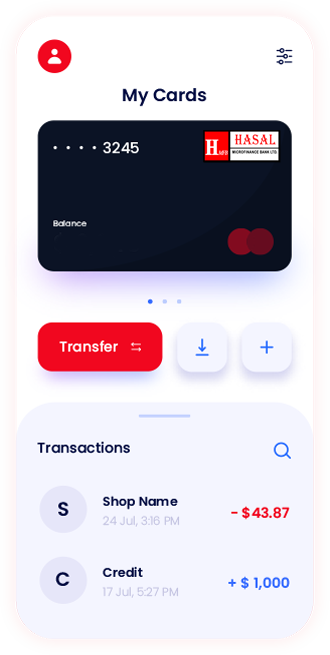 My Cards
• • • • 3245
HASAL
MICROFINANCE BANK LTD
Balance
Transfer
Transactions
S
Shop Name
24 Jul, 3:16 PM
- $43.87
C
Credit
17 Jul, 5:27 PM
+ $ 1,000